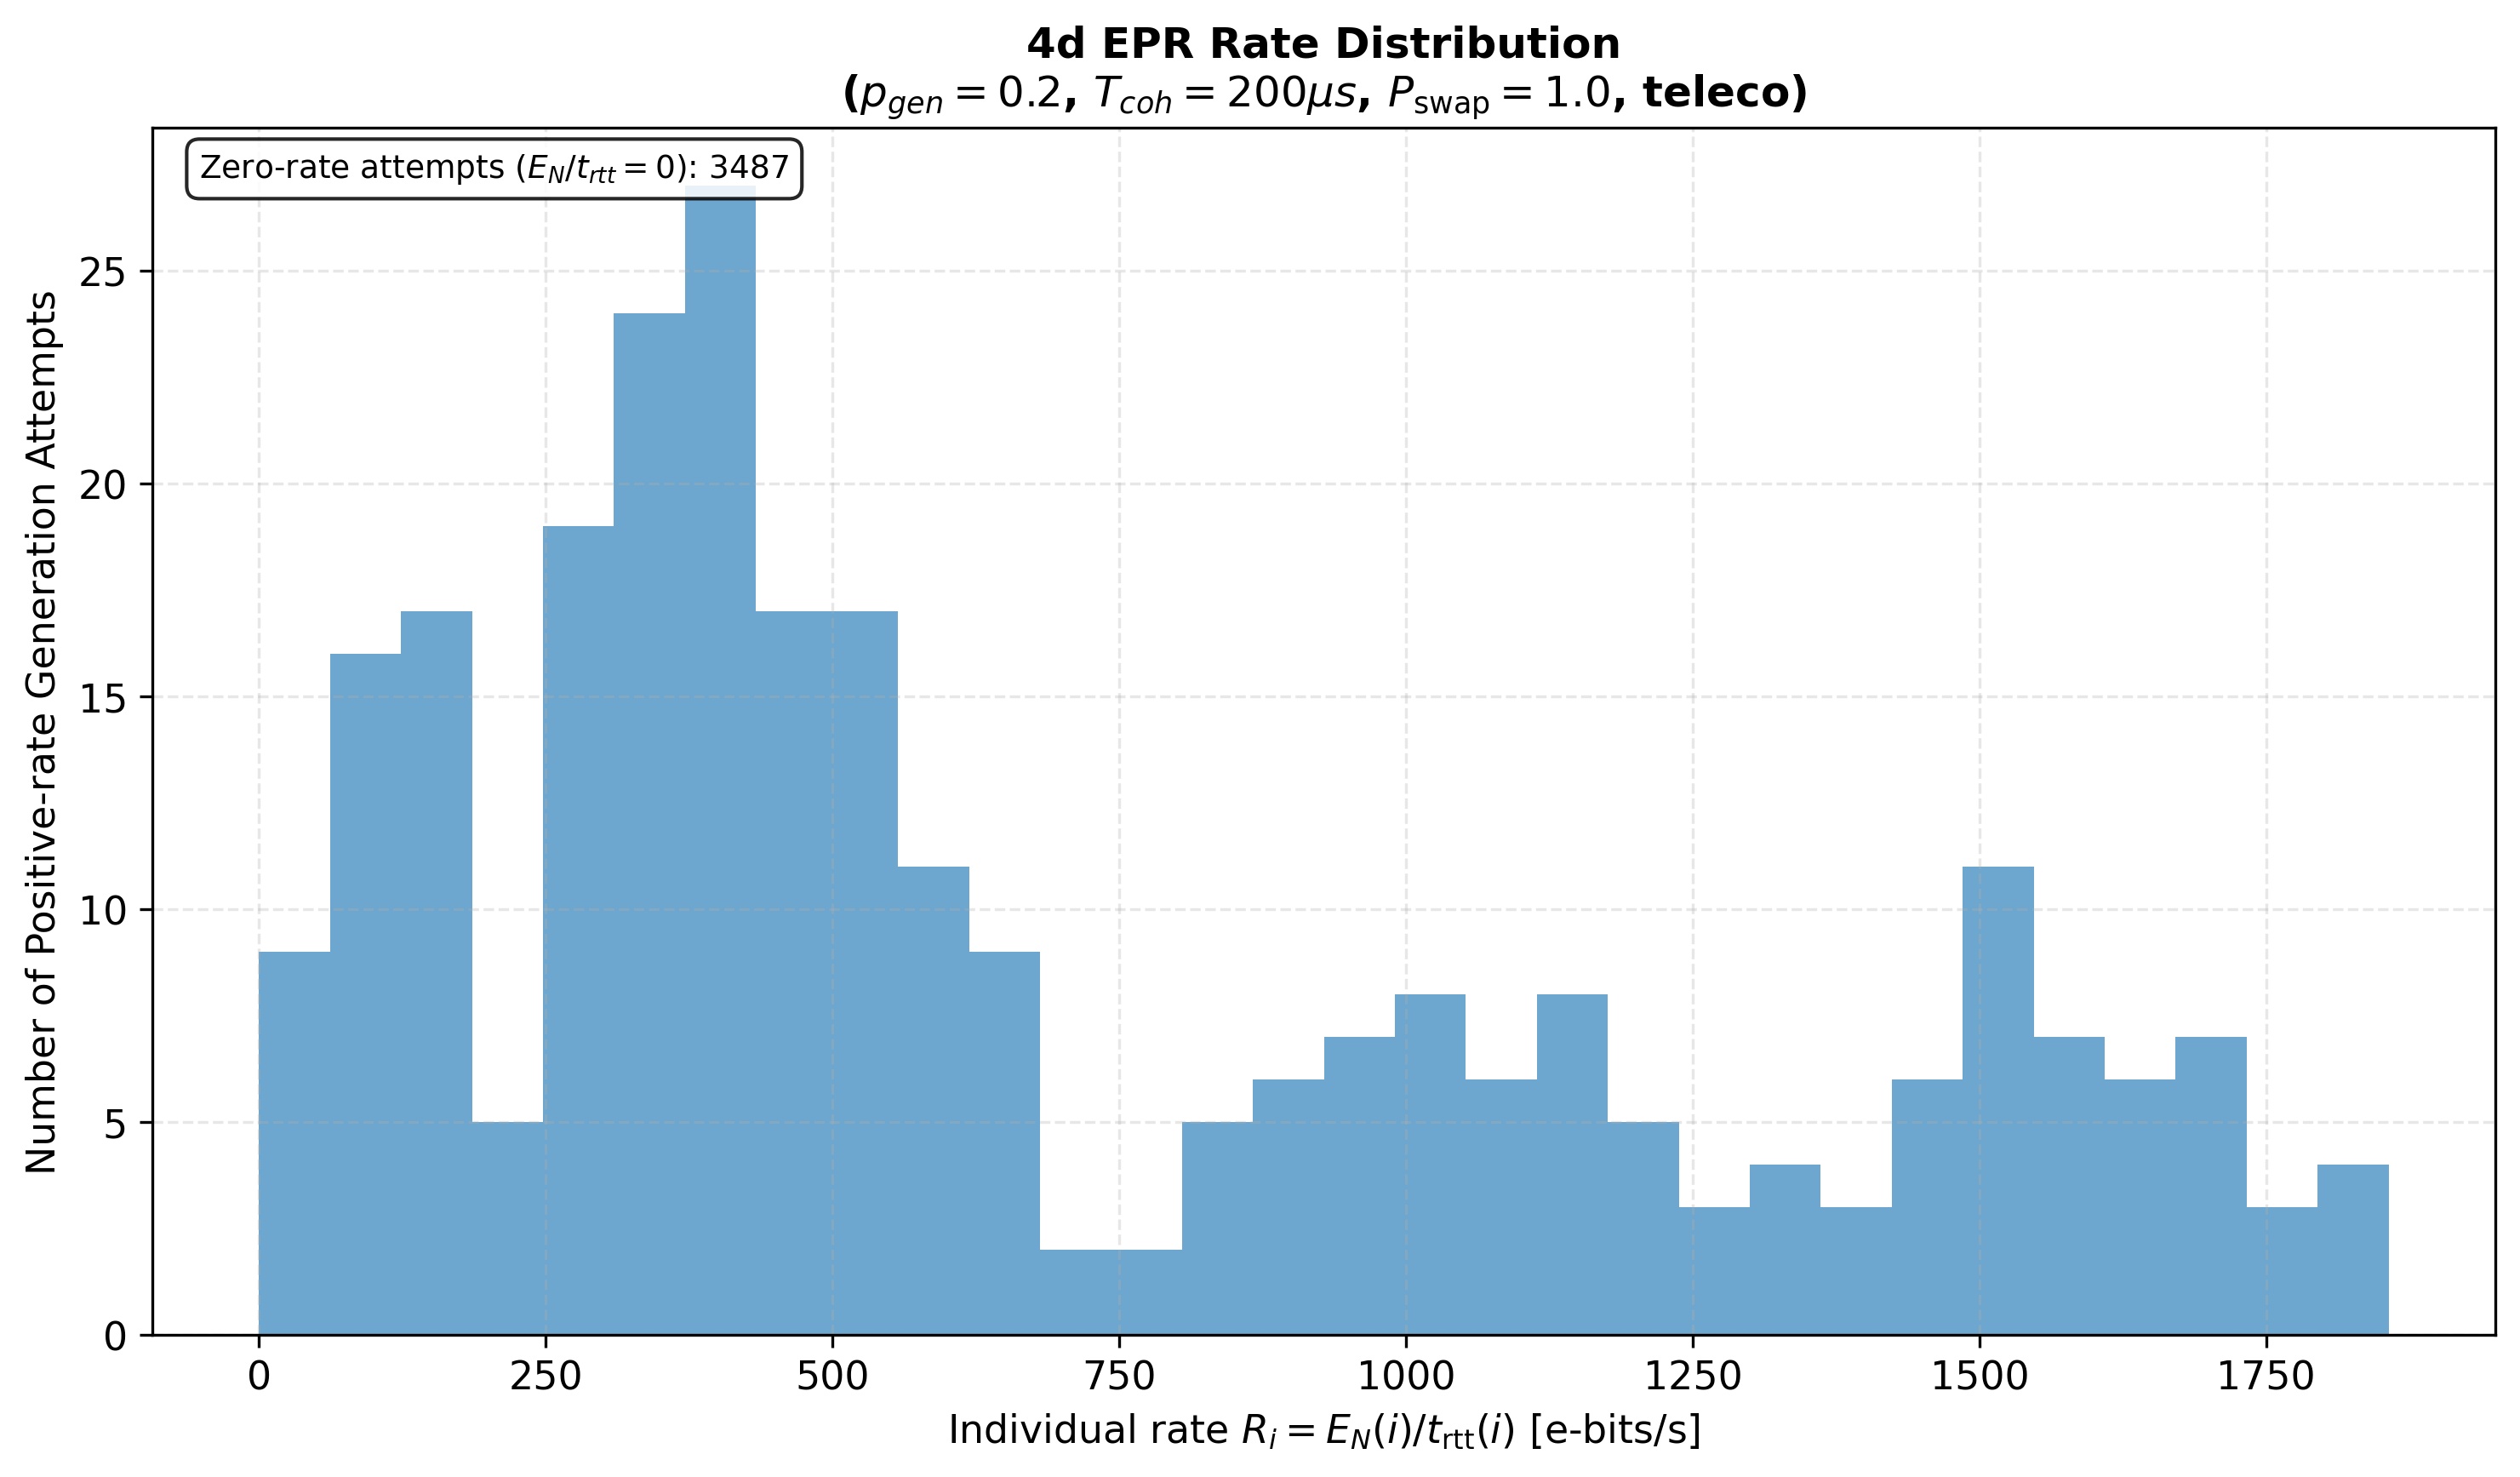 4d EPR Rate Distribution
(p_gen = 0.2, T_coh = 200μs, P_swap = 1.0, teleco)
Zero-rate attempts (E_N/t_rtt = 0): 3487
Number of Positive-rate Generation Attempts
25
20
15
10
5
0
0 250 500 750 1000 1250 1500 1750
Individual rate R_i = E_N(i)/t_rtt(i) [e-bits/s]